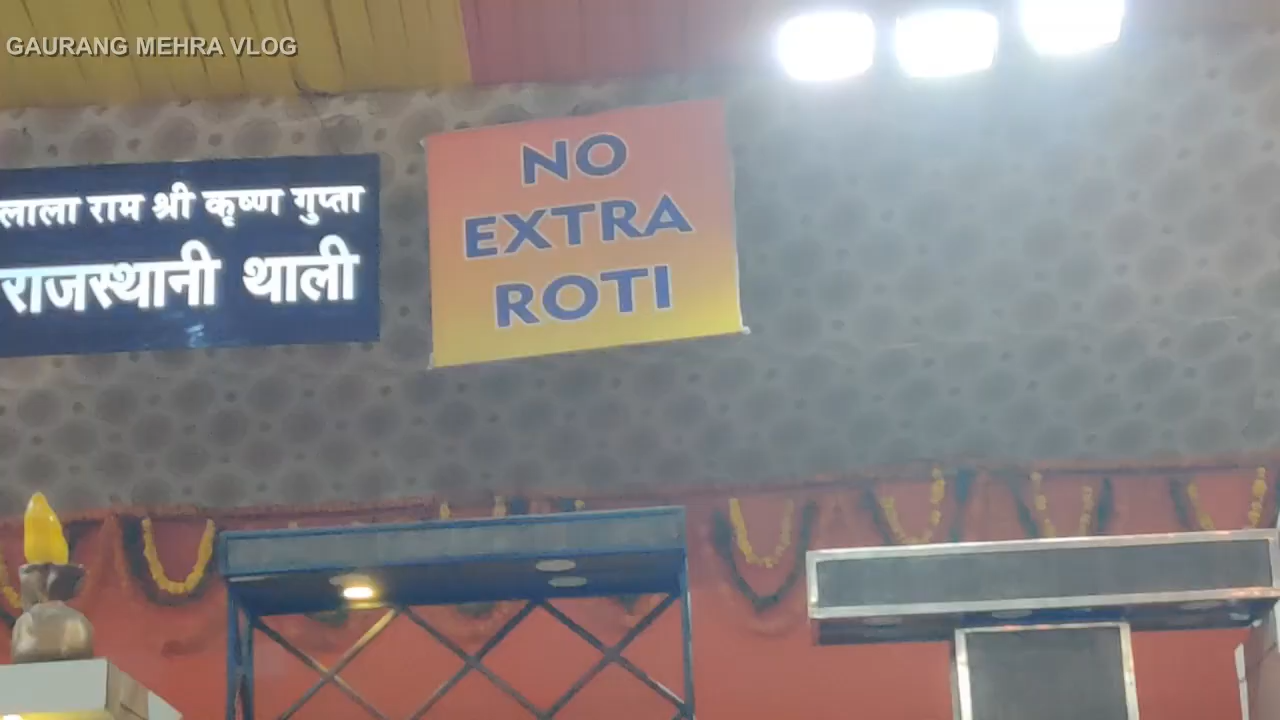 GAURANG MEHRA VLOG
लाला राम श्री कृष्ण गुप्ता
राजस्थानी थाली
NO
EXTRA
ROTI